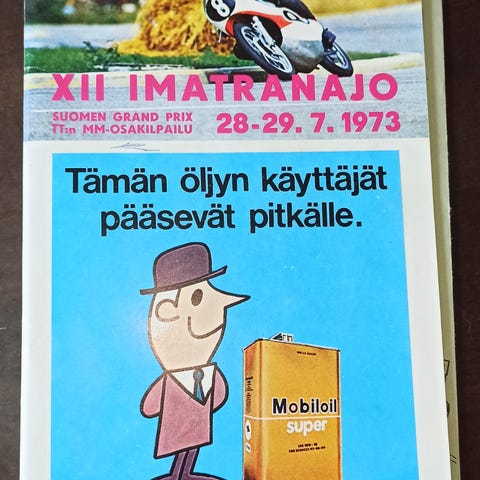 8
XII IMATRANAJO
SUOMEN GRAND PRIX
TT:n MM-OSAKILPAILU
28-29. 7. 1973
Tämän öljyn käyttäjät
pääsevät pitkälle.
Mobiloil
super